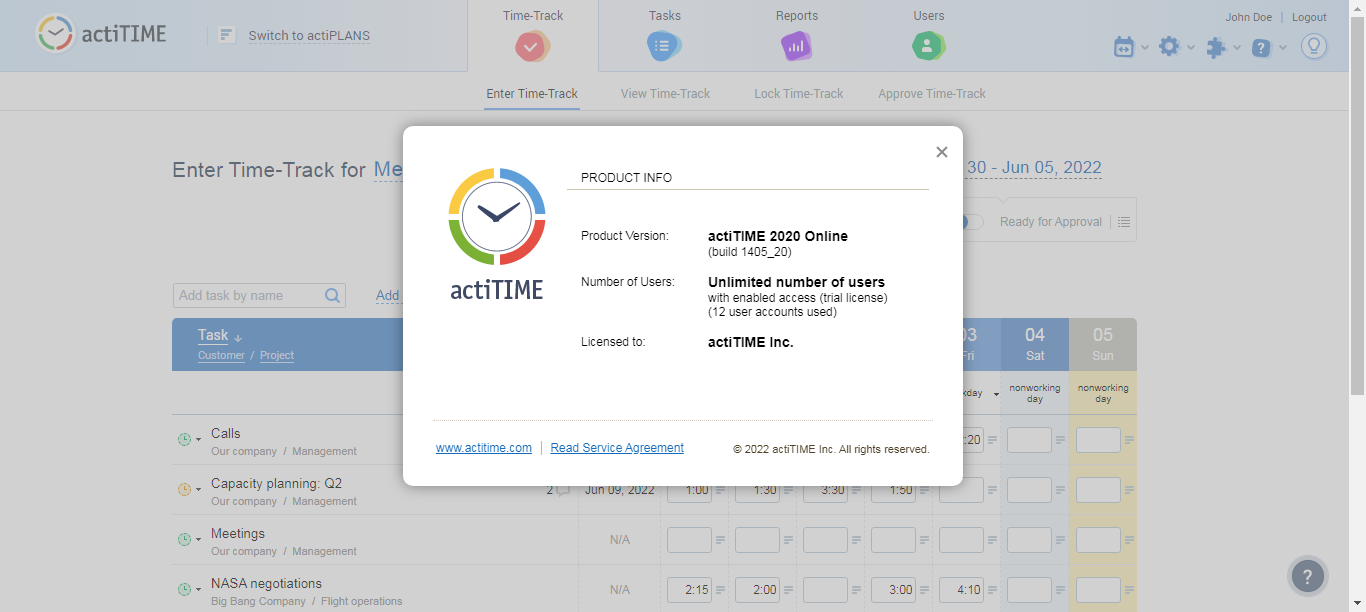 actiTIME
Switch to actiPLANS
Time-Track
Tasks
Reports
Users
John Doe | Logout
Enter Time-Track
View Time-Track
Lock Time-Track
Approve Time-Track
Enter Time-Track for Me
30 - Jun 05, 2022
Ready for Approval
PRODUCT INFO
Product Version:
actiTIME 2020 Online
(build 1405_20)
Number of Users:
Unlimited number of users
with enabled access (trial license)
(12 user accounts used)
Licensed to:
actiTIME Inc.
actiTIME
www.actitime.com | Read Service Agreement
© 2022 actiTIME Inc. All rights reserved.
Add task by name
Add
Task ↓
Customer / Project
03
Fri
04
Sat
05
Sun
kday
nonworking
day
nonworking
day
Calls
Our company / Management
:20
Capacity planning: Q2
Our company / Management
2
Jun 09, 2022
1:00
1:30
3:30
1:50
Meetings
Our company / Management
N/A
NASA negotiations
Big Bang Company / Flight operations
N/A
2:15
2:00
3:00
4:10
?
?